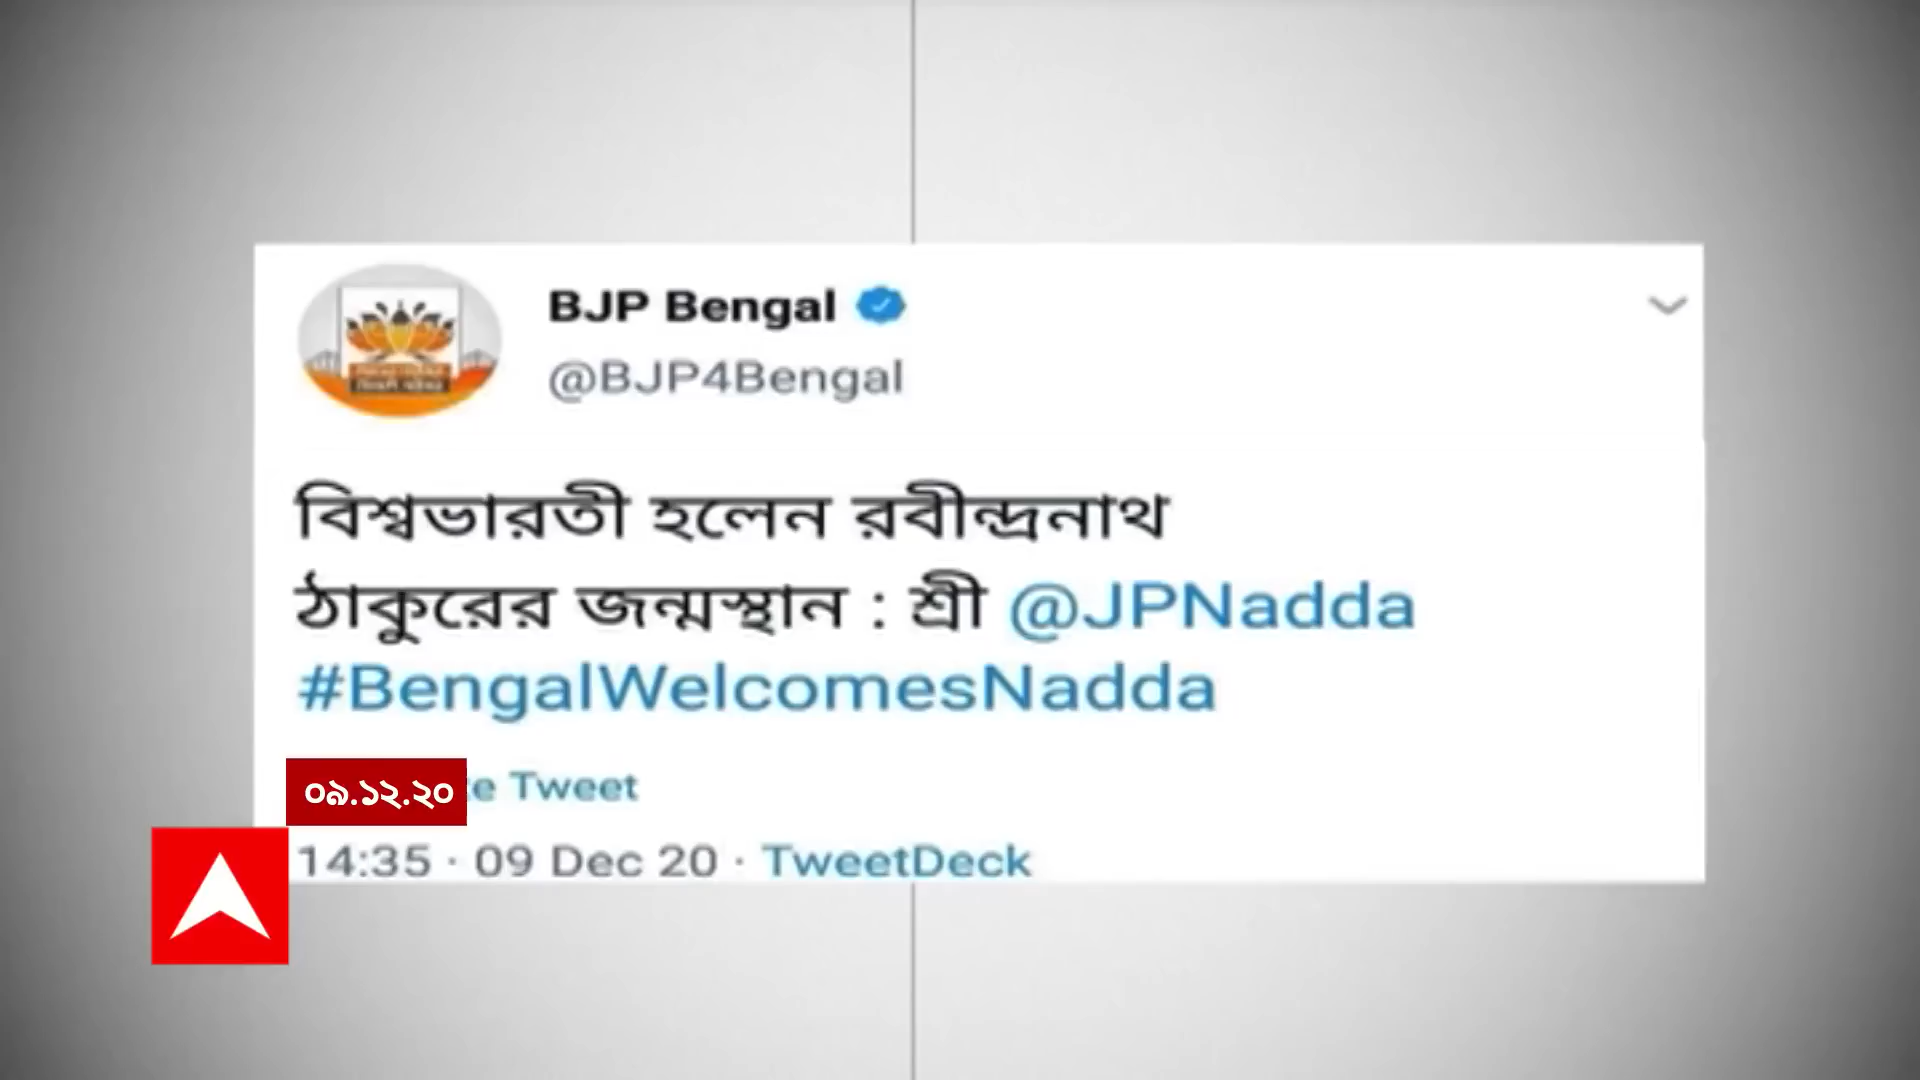 BJP Bengal
@BJP4Bengal
বিশ্বভারতী হলেন রবীন্দ্রনাথ
ঠাকুরের জন্মস্থান : শ্রী @JPNadda
#BengalWelcomesNadda
০৯.১২.২০
Tweet
14:35 · 09 Dec 20 · TweetDeck